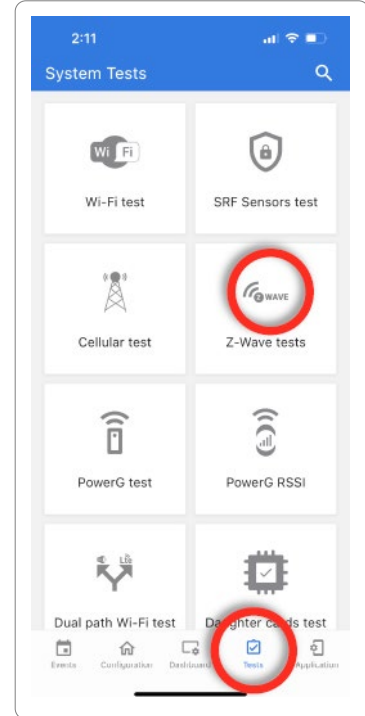 2:11
System Tests
Wi Fi
Wi-Fi test
SRF Sensors test
Z WAVE
Cellular test
Z-Wave tests
PowerG test
PowerG RSSI
LTE
Dual path Wi-Fi test
Daughter cards test
Events
Configuration
Dashboard
Tests
Application